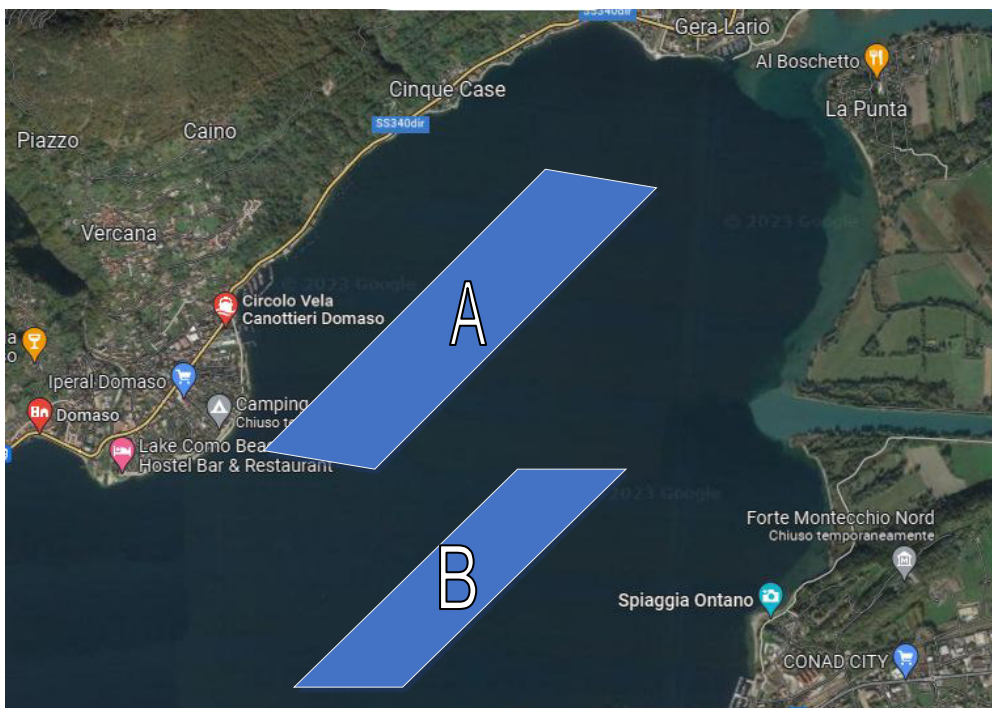 SS340dir
Gera Lario
Al Boschetto
Cinque Case
La Punta
SS340dir
Caino
Piazzo
© 2023 Google
Vercana
© 2023 Google
Circolo Vela
Canottieri Domaso
A
Iperal Domaso
Camping
Domaso
Chiuso
Lake Como
Hostel Bar & Restaurant
2023 Google
Forte Montecchio Nord
Chiuso temporaneamente
B
Spiaggia Ontano
CONAD CITY